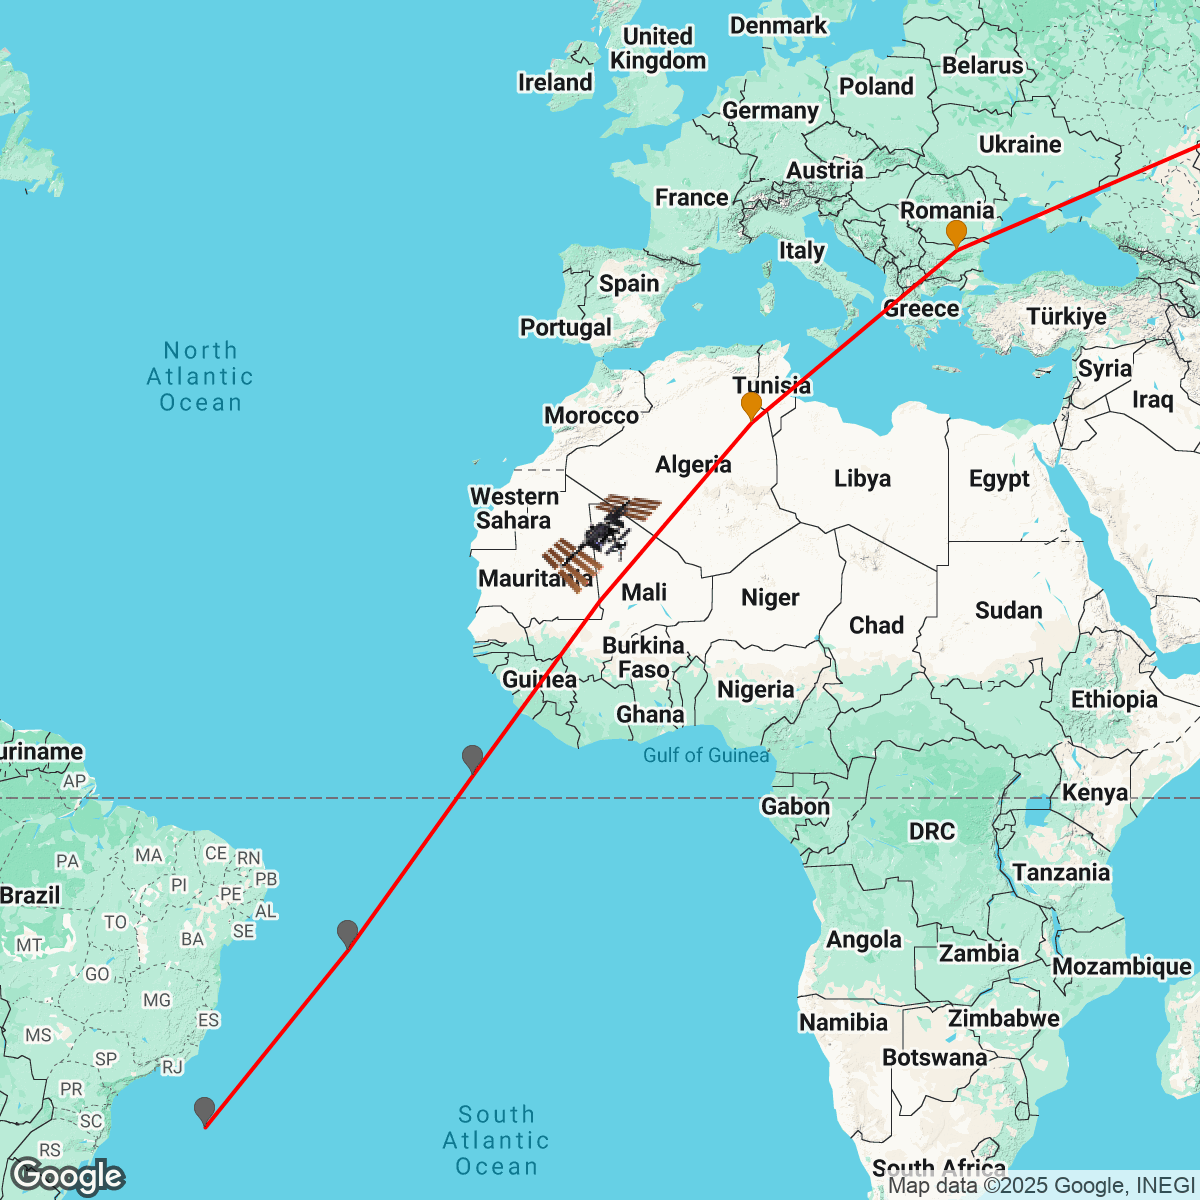 Denmark
United
Kingdom
Belarus
Ireland
Poland
Germany
Ukraine
Austria
France
Romania
Italy
Spain
Greece
Türkiye
Portugal
North
Atlantic
Ocean
Syria
Tunisia
Iraq
Morocco
Algeria
Libya
Egypt
Western
Sahara
Mauritania
Mali
Niger
Sudan
Chad
Burkina
Faso
Guinea
Nigeria
Ethiopia
Ghana
uriname
Gulf of Guinea
AP
Kenya
Gabon
DRC
PA
MA
CE
RN
Tanzania
PI
PB
Brazil
PE
AL
TO
SE
BA
MT
Angola
Zambia
Mozambique
GO
MG
ES
Namibia
Zimbabwe
MS
SP
RJ
Botswana
PR
SC
South
Atlantic
Ocean
RS
South Africa
Google
Map data ©2025 Google, INEGI